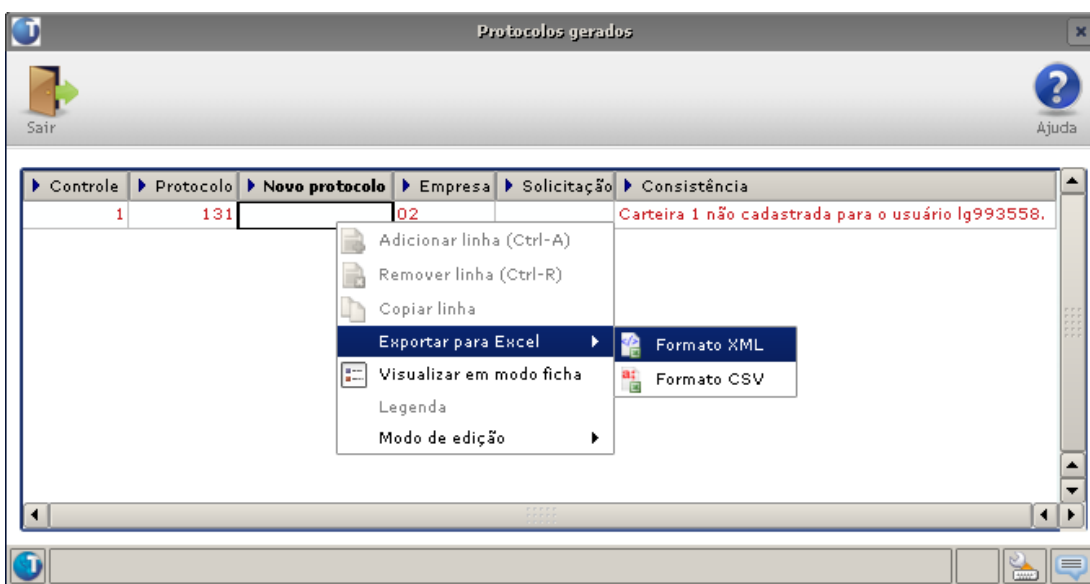 Protocolos gerados
Sair
Ajuda
Controle Protocolo Novo protocolo Empresa Solicitação Consistência
1 131 02 Carteira 1 não cadastrada para o usuário lg993558.
Adicionar linha (Ctrl-A)
Remover linha (Ctrl-R)
Copiar linha
Exportar para Excel
Formato XML
Visualizar em modo ficha
Formato CSV
Legenda
Modo de edição